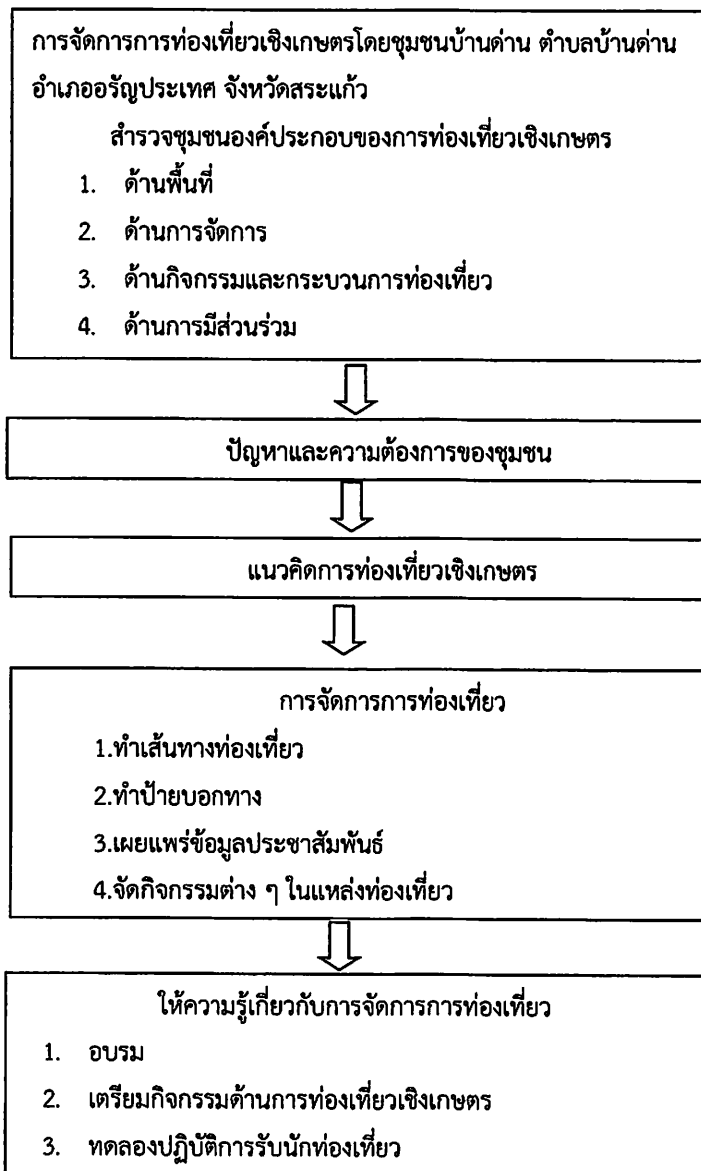 การจัดการการท่องเที่ยวเชิงเกษตรโดยชุมชนบ้านด่าน ตำบลบ้านด่าน
อำเภออรัญประเทศ จังหวัดสระแก้ว
สำรวจชุมชนองค์ประกอบของการท่องเที่ยวเชิงเกษตร
1. ด้านพื้นที่
2. ด้านการจัดการ
3. ด้านกิจกรรมและกระบวนการท่องเที่ยว
4. ด้านการมีส่วนร่วม
ปัญหาและความต้องการของชุมชน
แนวคิดการท่องเที่ยวเชิงเกษตร
การจัดการการท่องเที่ยว
1.ทำเส้นทางท่องเที่ยว
2.ทำป้ายบอกทาง
3.เผยแพร่ข้อมูลประชาสัมพันธ์
4.จัดกิจกรรมต่าง ๆ ในแหล่งท่องเที่ยว
ให้ความรู้เกี่ยวกับการจัดการการท่องเที่ยว
1. อบรม
2. เตรียมกิจกรรมด้านการท่องเที่ยวเชิงเกษตร
3. ทดลองปฏิบัติการรับนักท่องเที่ยว